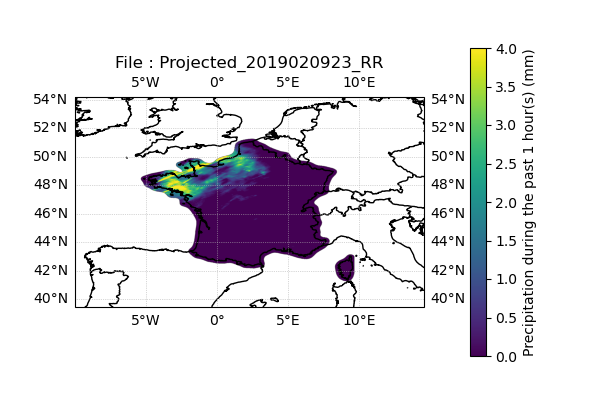 File : Projected_2019020923_RR
5°W 0° 5°E 10°E
54°N 54°N
52°N 52°N
50°N 50°N
48°N 48°N
46°N 46°N
44°N 44°N
42°N 42°N
40°N 40°N
5°W 0° 5°E 10°E
4.0
3.5
3.0
2.5
2.0
1.5
1.0
0.5
0.0
Precipitation during the past 1 hour(s) (mm)